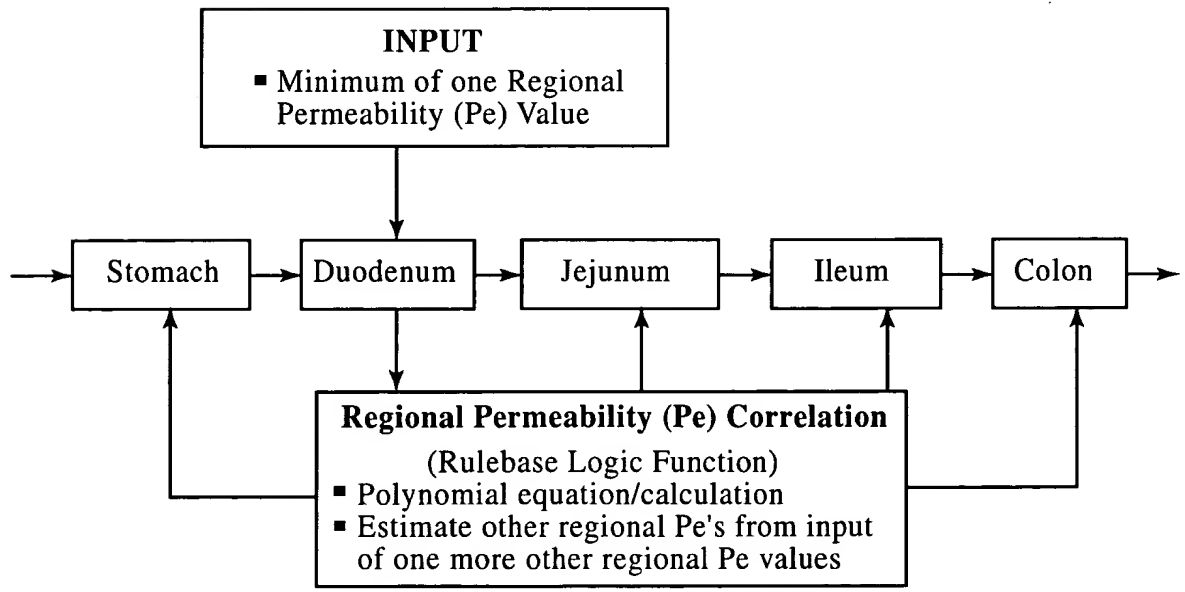 INPUT
▪ Minimum of one Regional
Permeability (Pe) Value
Stomach
Duodenum
Jejunum
Ileum
Colon
Regional Permeability (Pe) Correlation
(Rulebase Logic Function)
▪ Polynomial equation/calculation
▪ Estimate other regional Pe's from input
of one more other regional Pe values